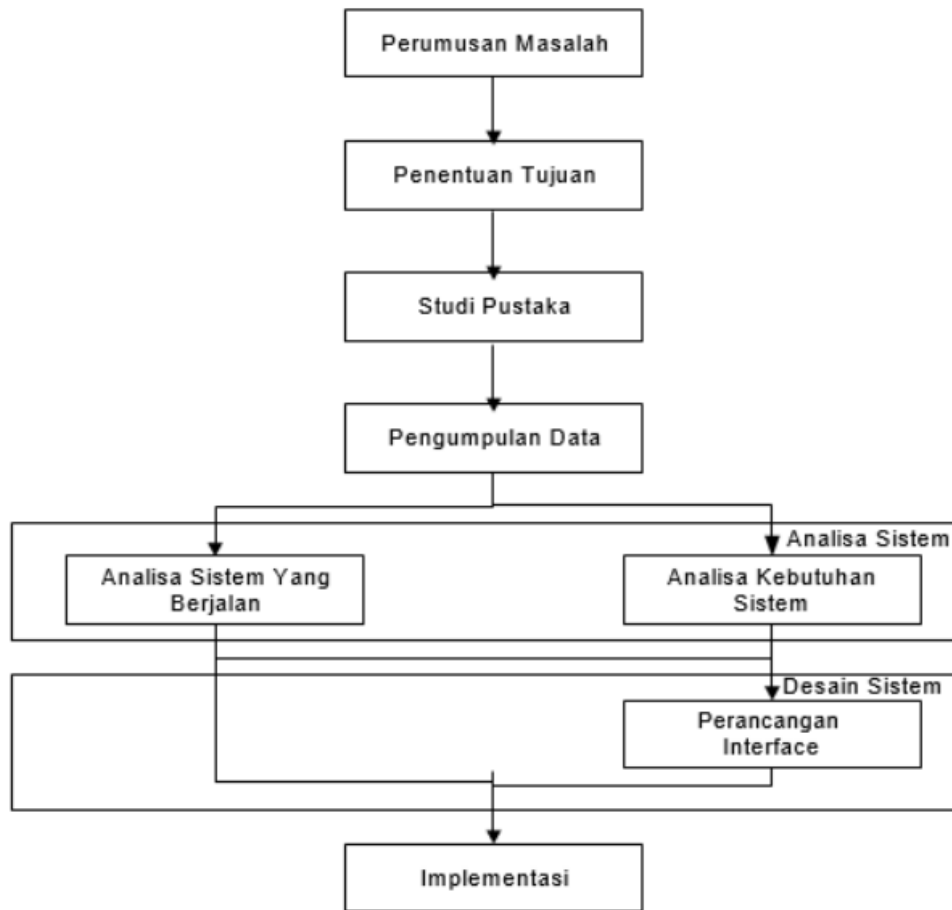 Perumusan Masalah
Penentuan Tujuan
Studi Pustaka
Pengumpulan Data
Analisa Sistem
Analisa Sistem Yang
Berjalan
Analisa Kebutuhan
Sistem
Desain Sistem
Perancangan
Interface
Implementasi